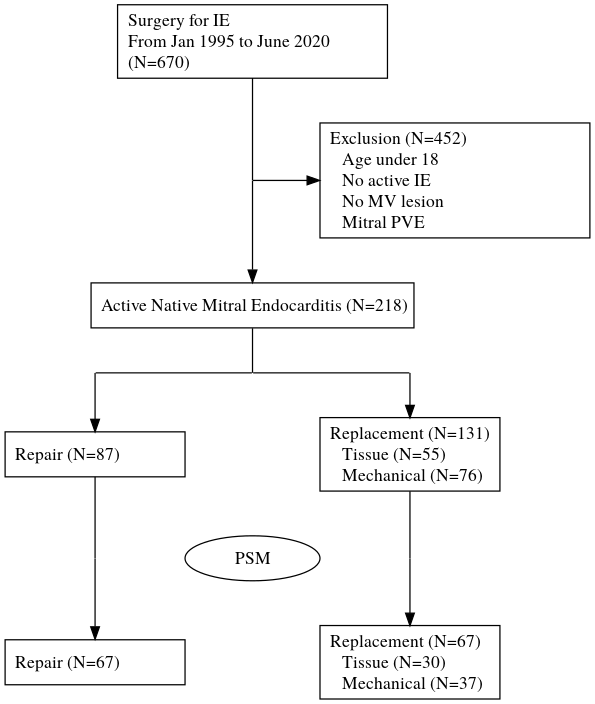 Surgery for IE
From Jan 1995 to June 2020
(N=670)
Exclusion (N=452)
Age under 18
No active IE
No MV lesion
Mitral PVE
Active Native Mitral Endocarditis (N=218)
Repair (N=87)
Replacement (N=131)
Tissue (N=55)
Mechanical (N=76)
PSM
Repair (N=67)
Replacement (N=67)
Tissue (N=30)
Mechanical (N=37)